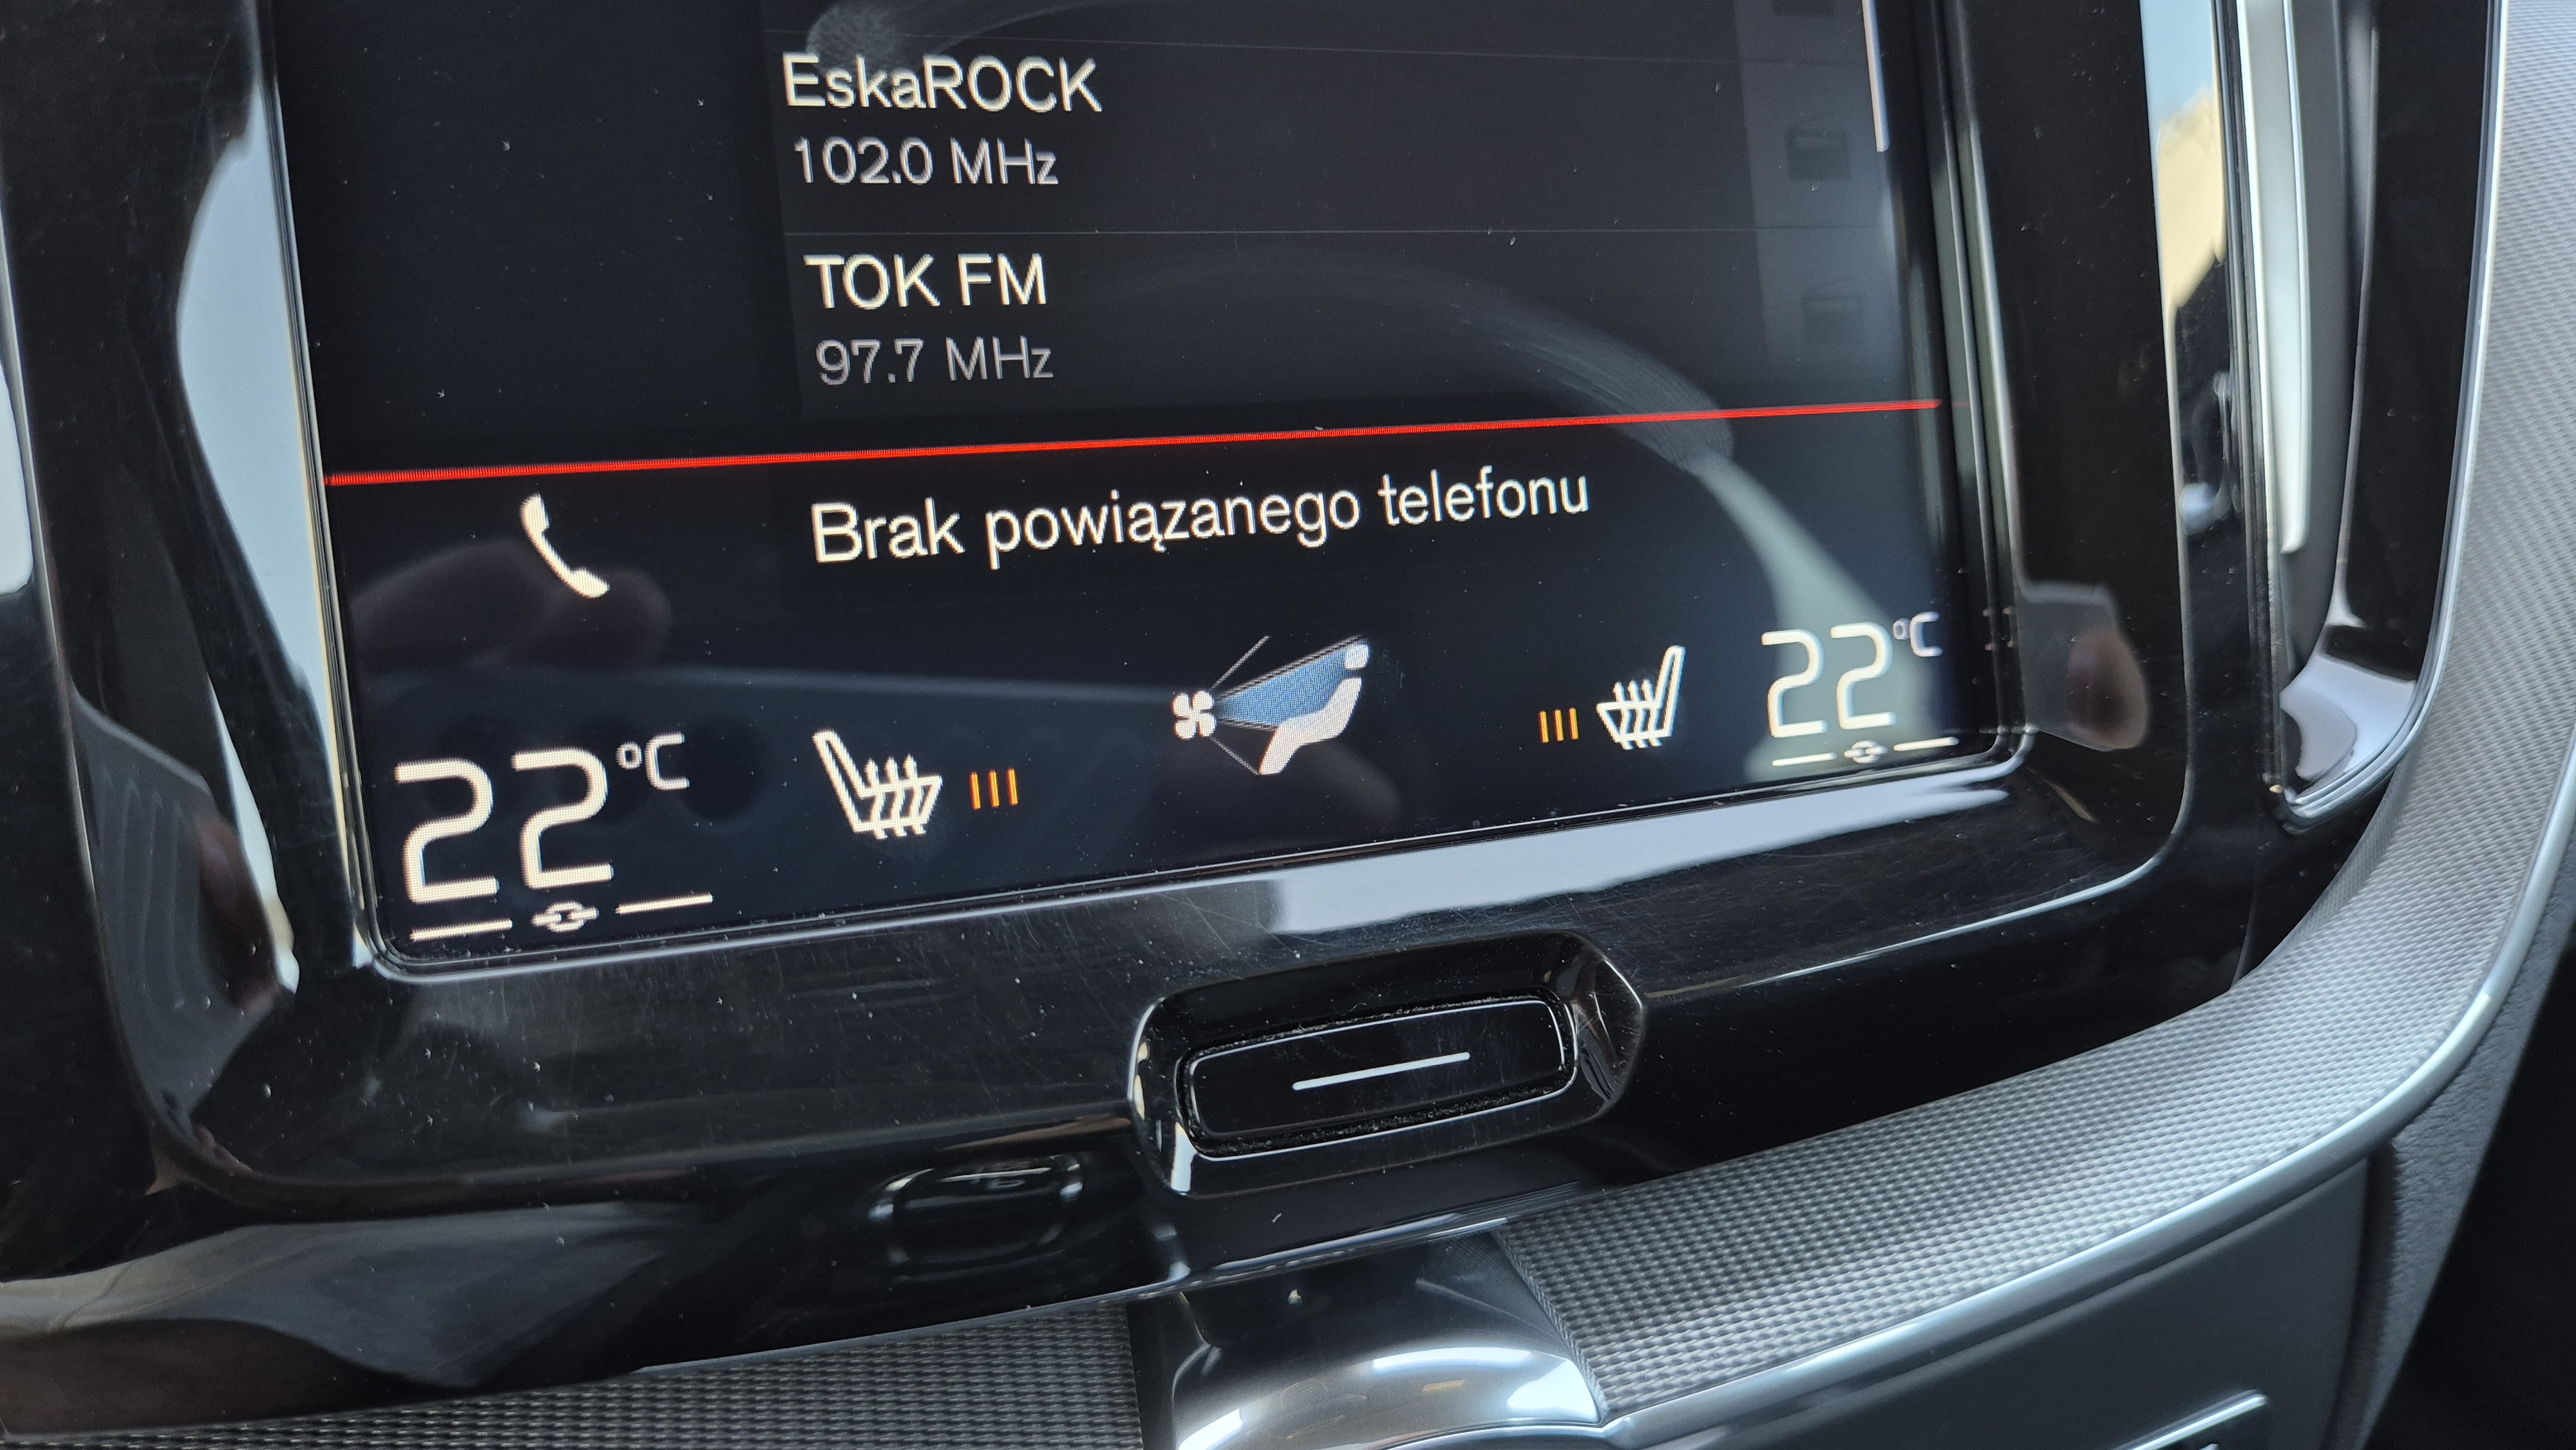 EskaROCK
102.0 MHz
TOK FM
97.7 MHz
Brak powiązanego telefonu
22°C
22°C